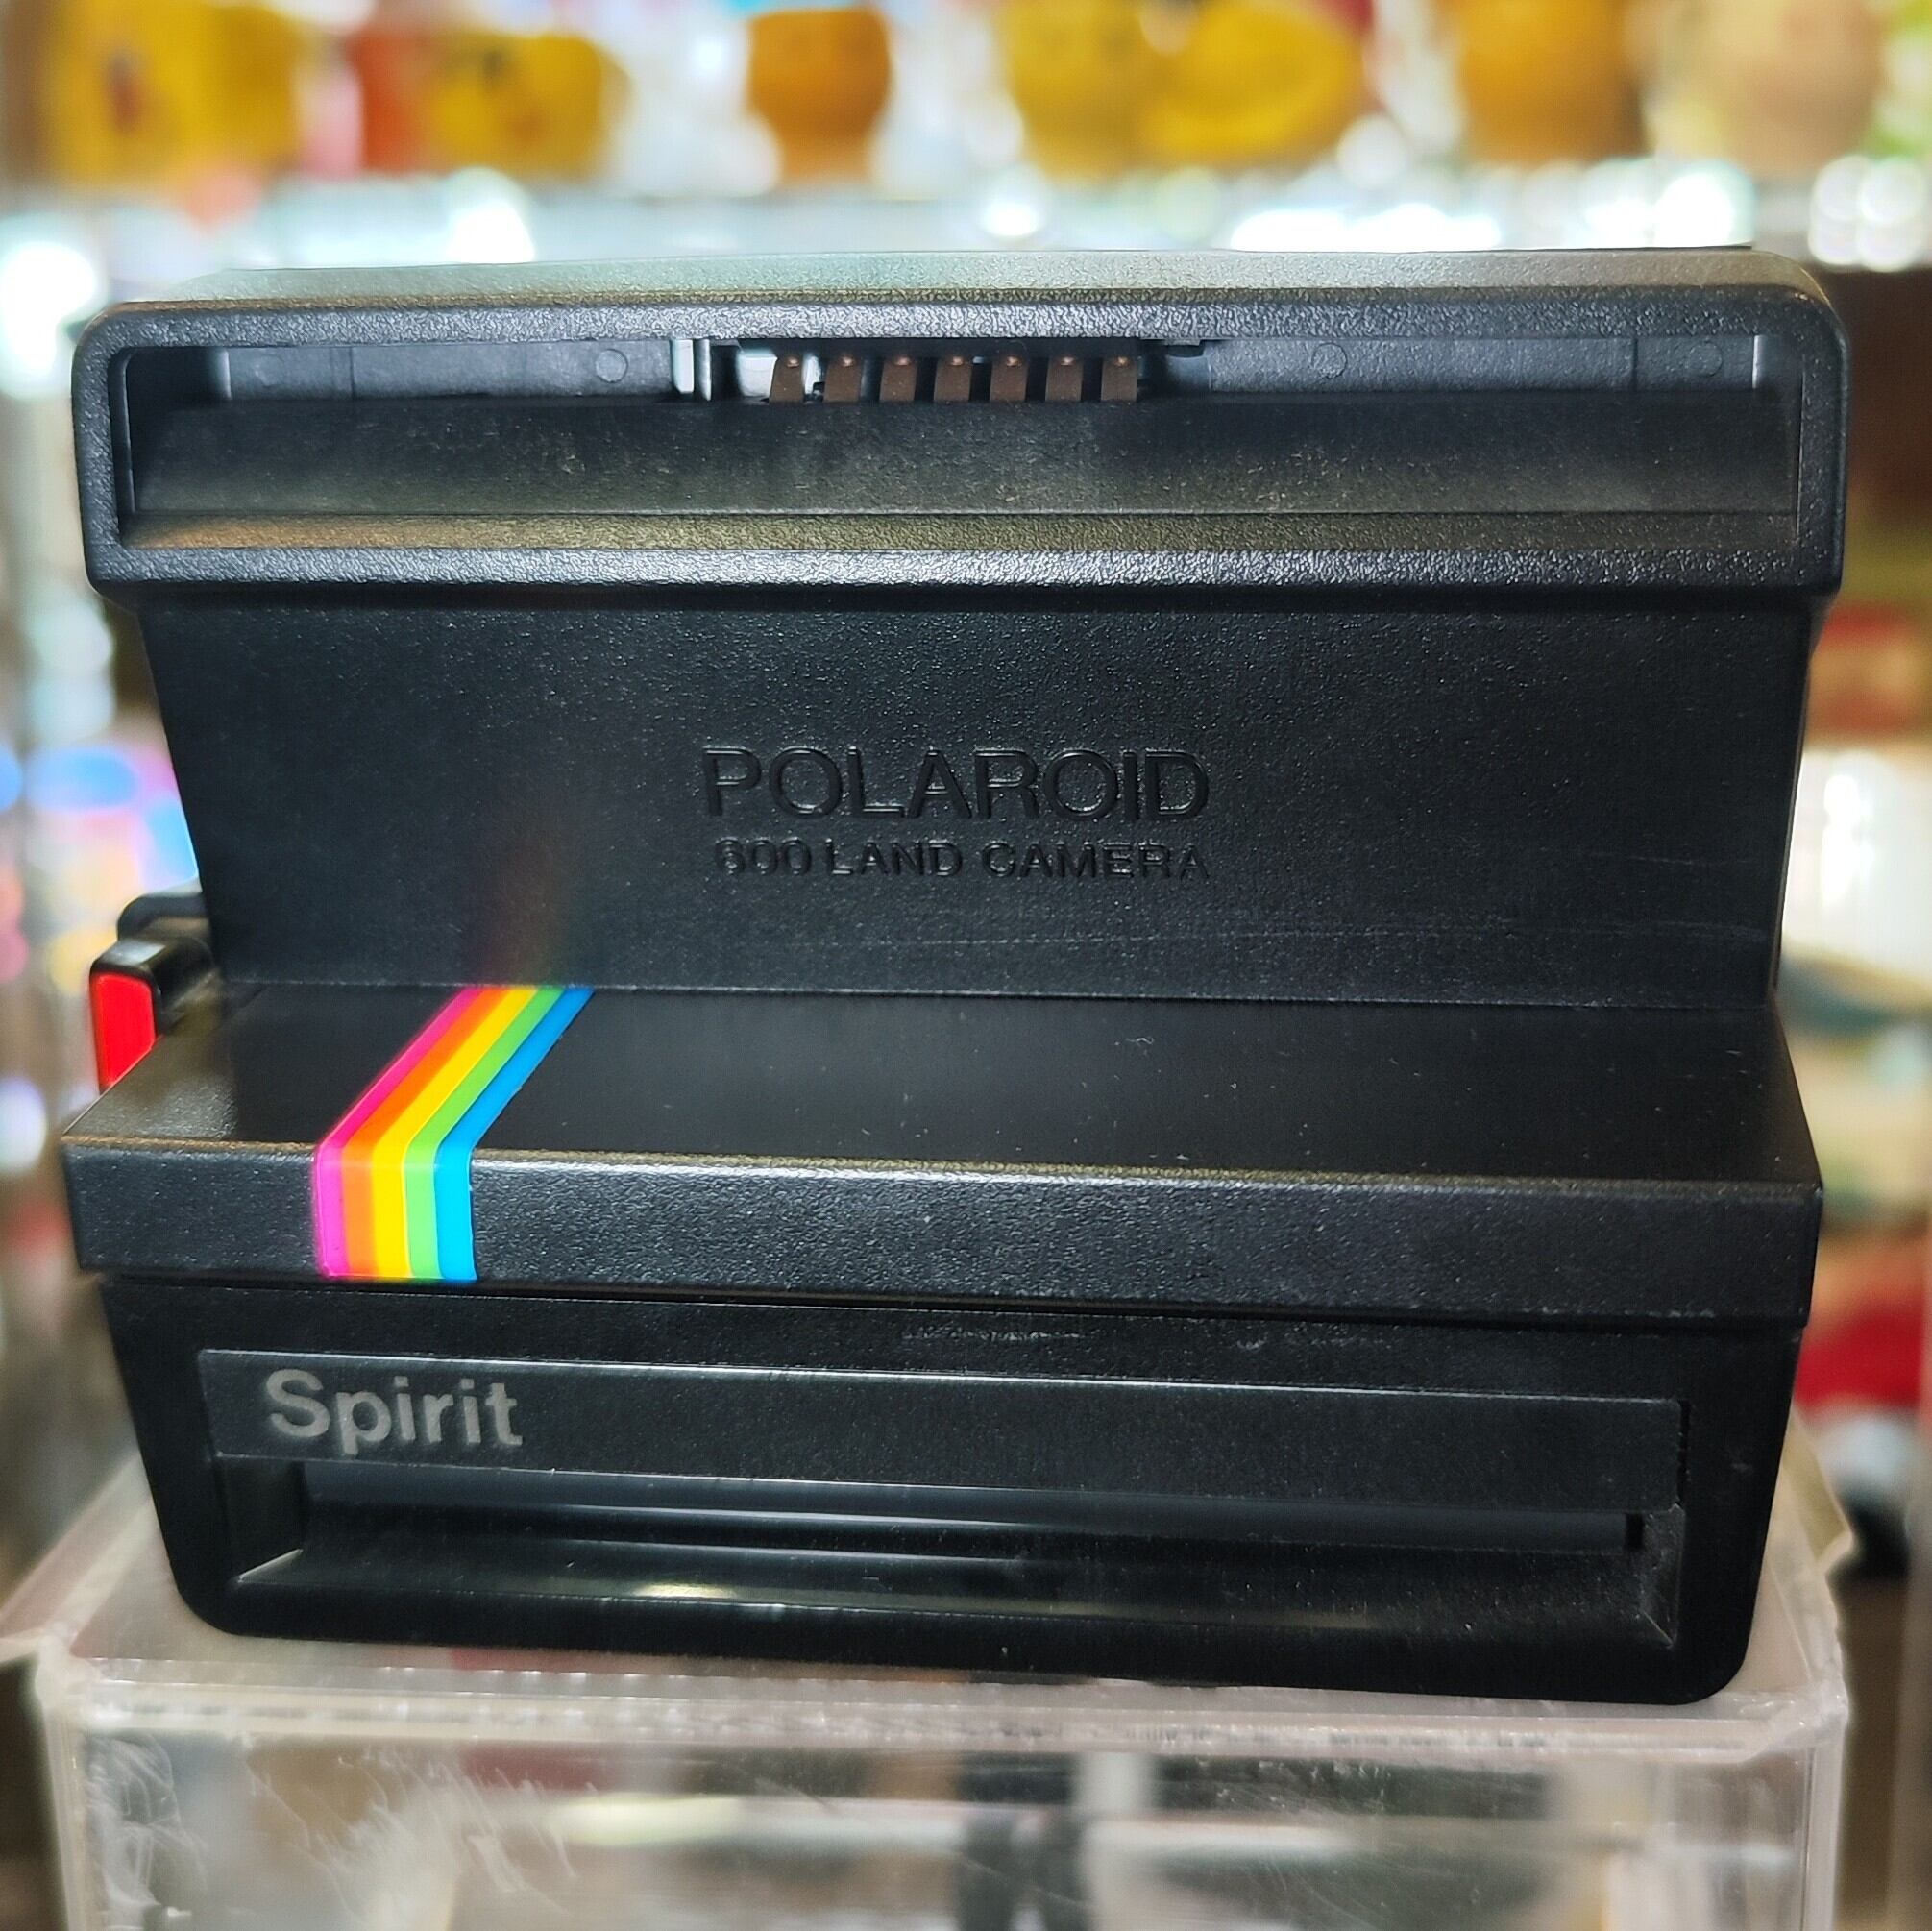 POLAROID
600 LAND CAMERA
Spirit